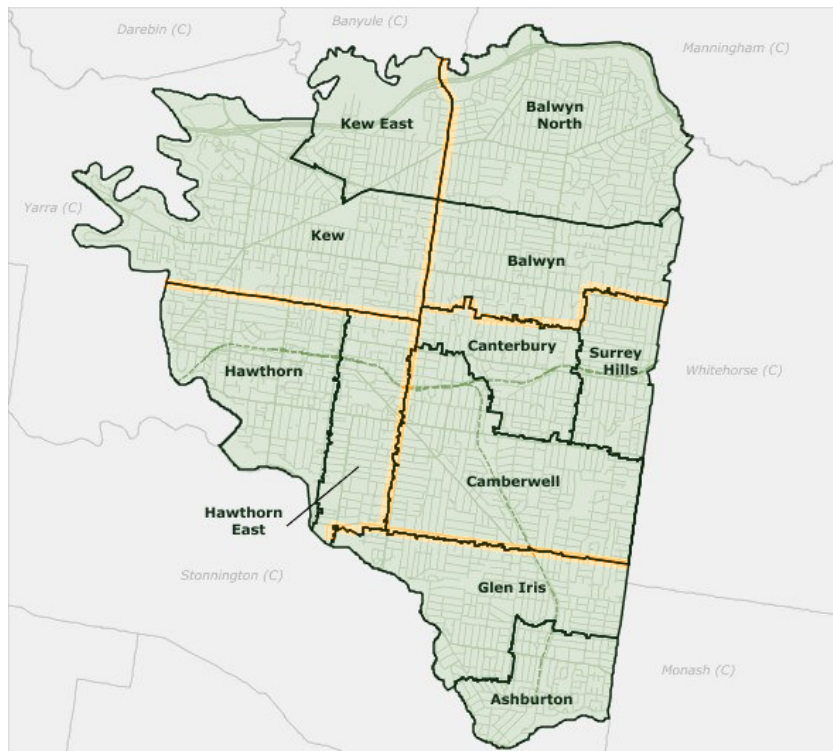 Banyule (C)
Darebin (C)
Manningham (C)
Balwyn
North
Kew East
Yarra (C)
Kew
Balwyn
Canterbury
Surrey
Hills
Hawthorn
Whitehorse (C)
Camberwell
Hawthorn
East
Stonnington (C)
Glen Iris
Monash (C)
Ashburton